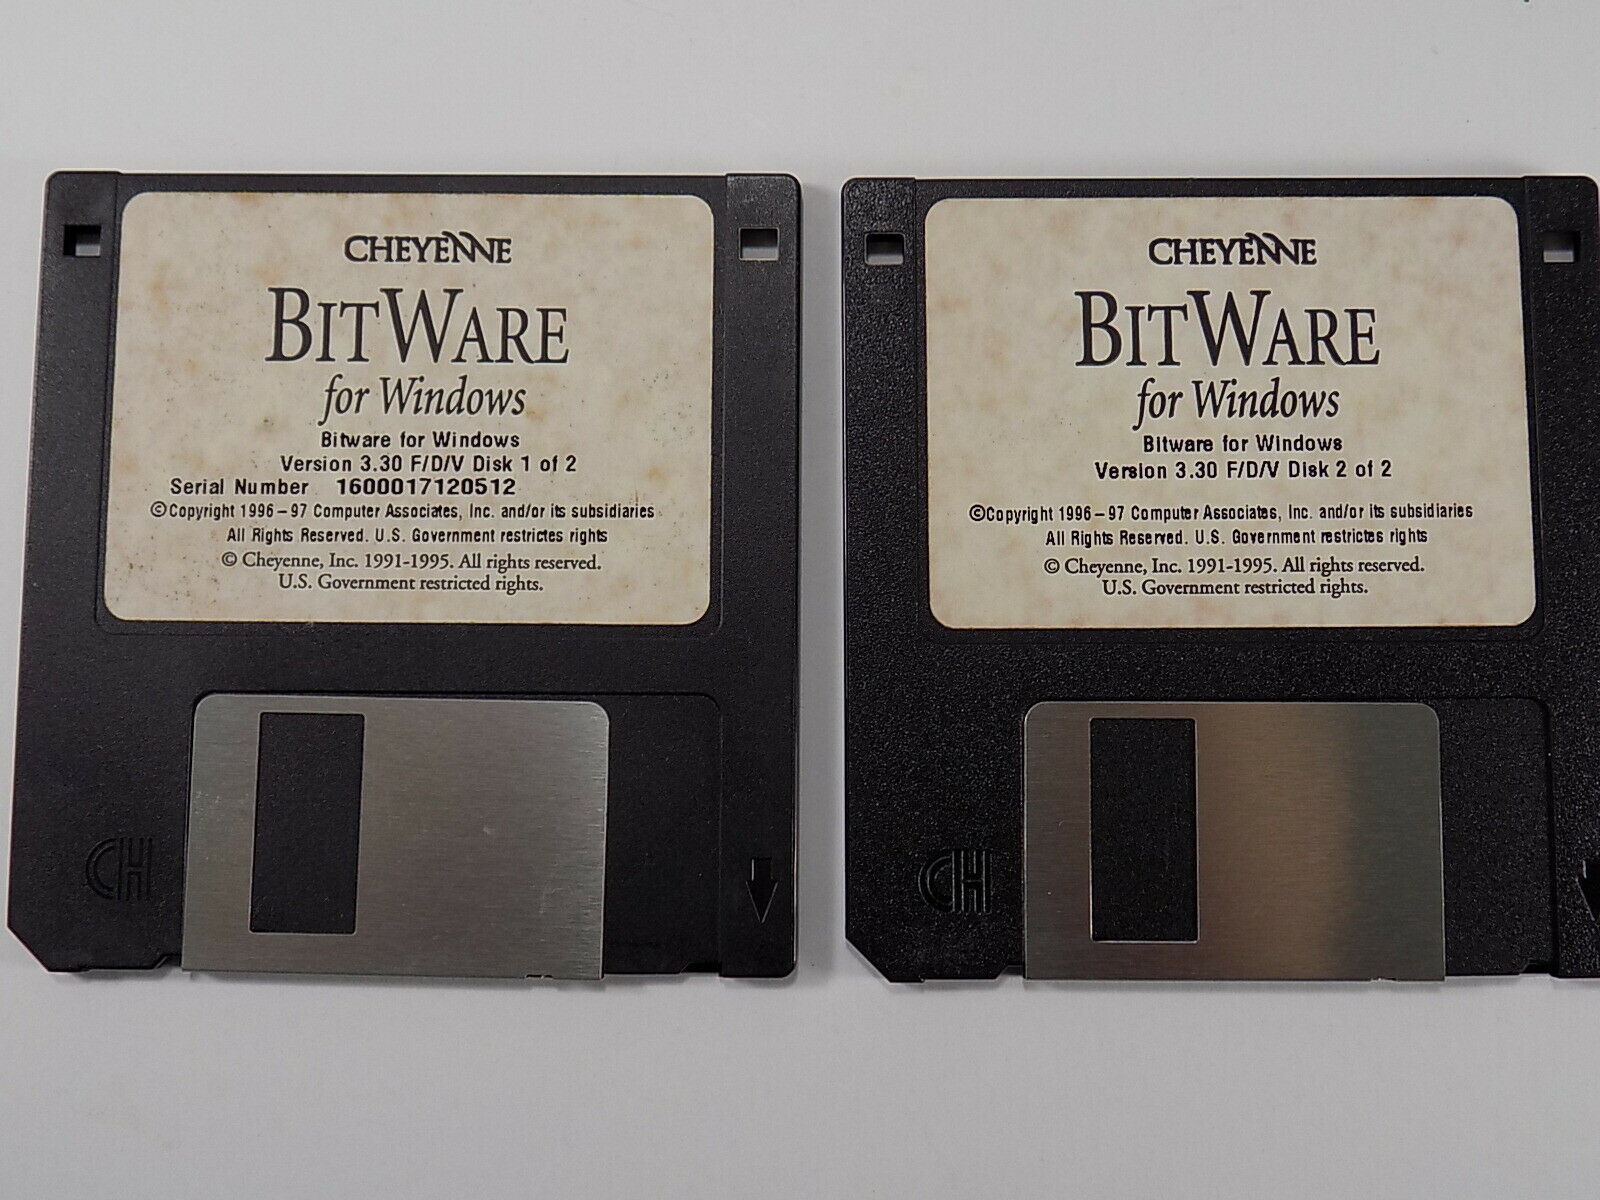 CHEYENNE
BITWARE
for Windows
Bitware for Windows
Version 3.30 F/D/V Disk 1 of 2
Serial Number 1600017120512
©Copyright 1996-97 Computer Associates, Inc. and/or its subsidiaries
All Rights Reserved. U.S. Government restrictes rights
© Cheyenne, Inc. 1991-1995. All rights reserved.
U.S. Government restricted rights.
CH
CHEYENNE
BITWARE
for Windows
Bitware for Windows
Version 3.30 F/D/V Disk 2 of 2
©Copyright 1996-97 Computer Associates, Inc. and/or its subsidiaries
All Rights Reserved. U.S. Government restrictes rights
© Cheyenne, Inc. 1991-1995. All rights reserved.
U.S. Government restricted rights.
CH